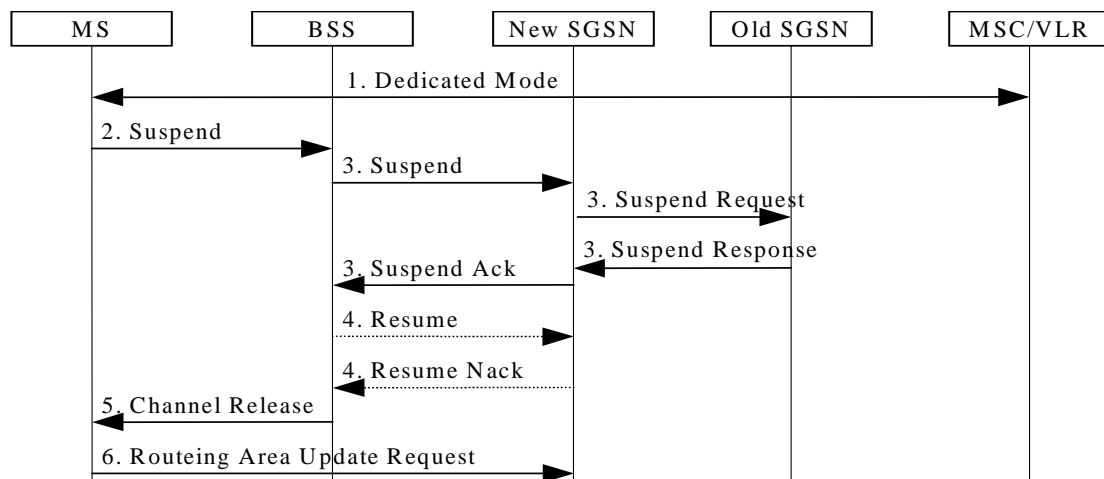 MS
BSS
New SGSN
Old SGSN
MSC/VLR
1. Dedicated Mode
2. Suspend
3. Suspend
3. Suspend Request
3. Suspend Response
3. Suspend Ack
4. Resume
4. Resume Nack
5. Channel Release
6. Routeing Area Update Request